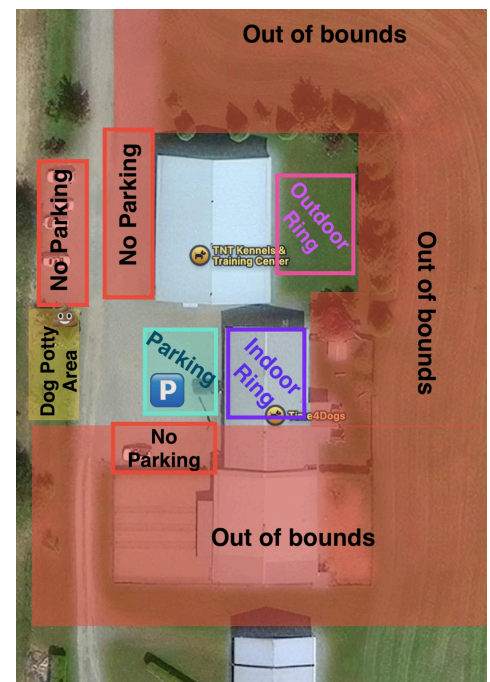 Out of bounds
No Parking
No Parking
Outdoor
Ring
TNT Kennels &
Training Center
Out of bounds
Dog Potty
Area
Parking
P
Indoor
Ring
Time4Dogs
No
Parking
Out of bounds